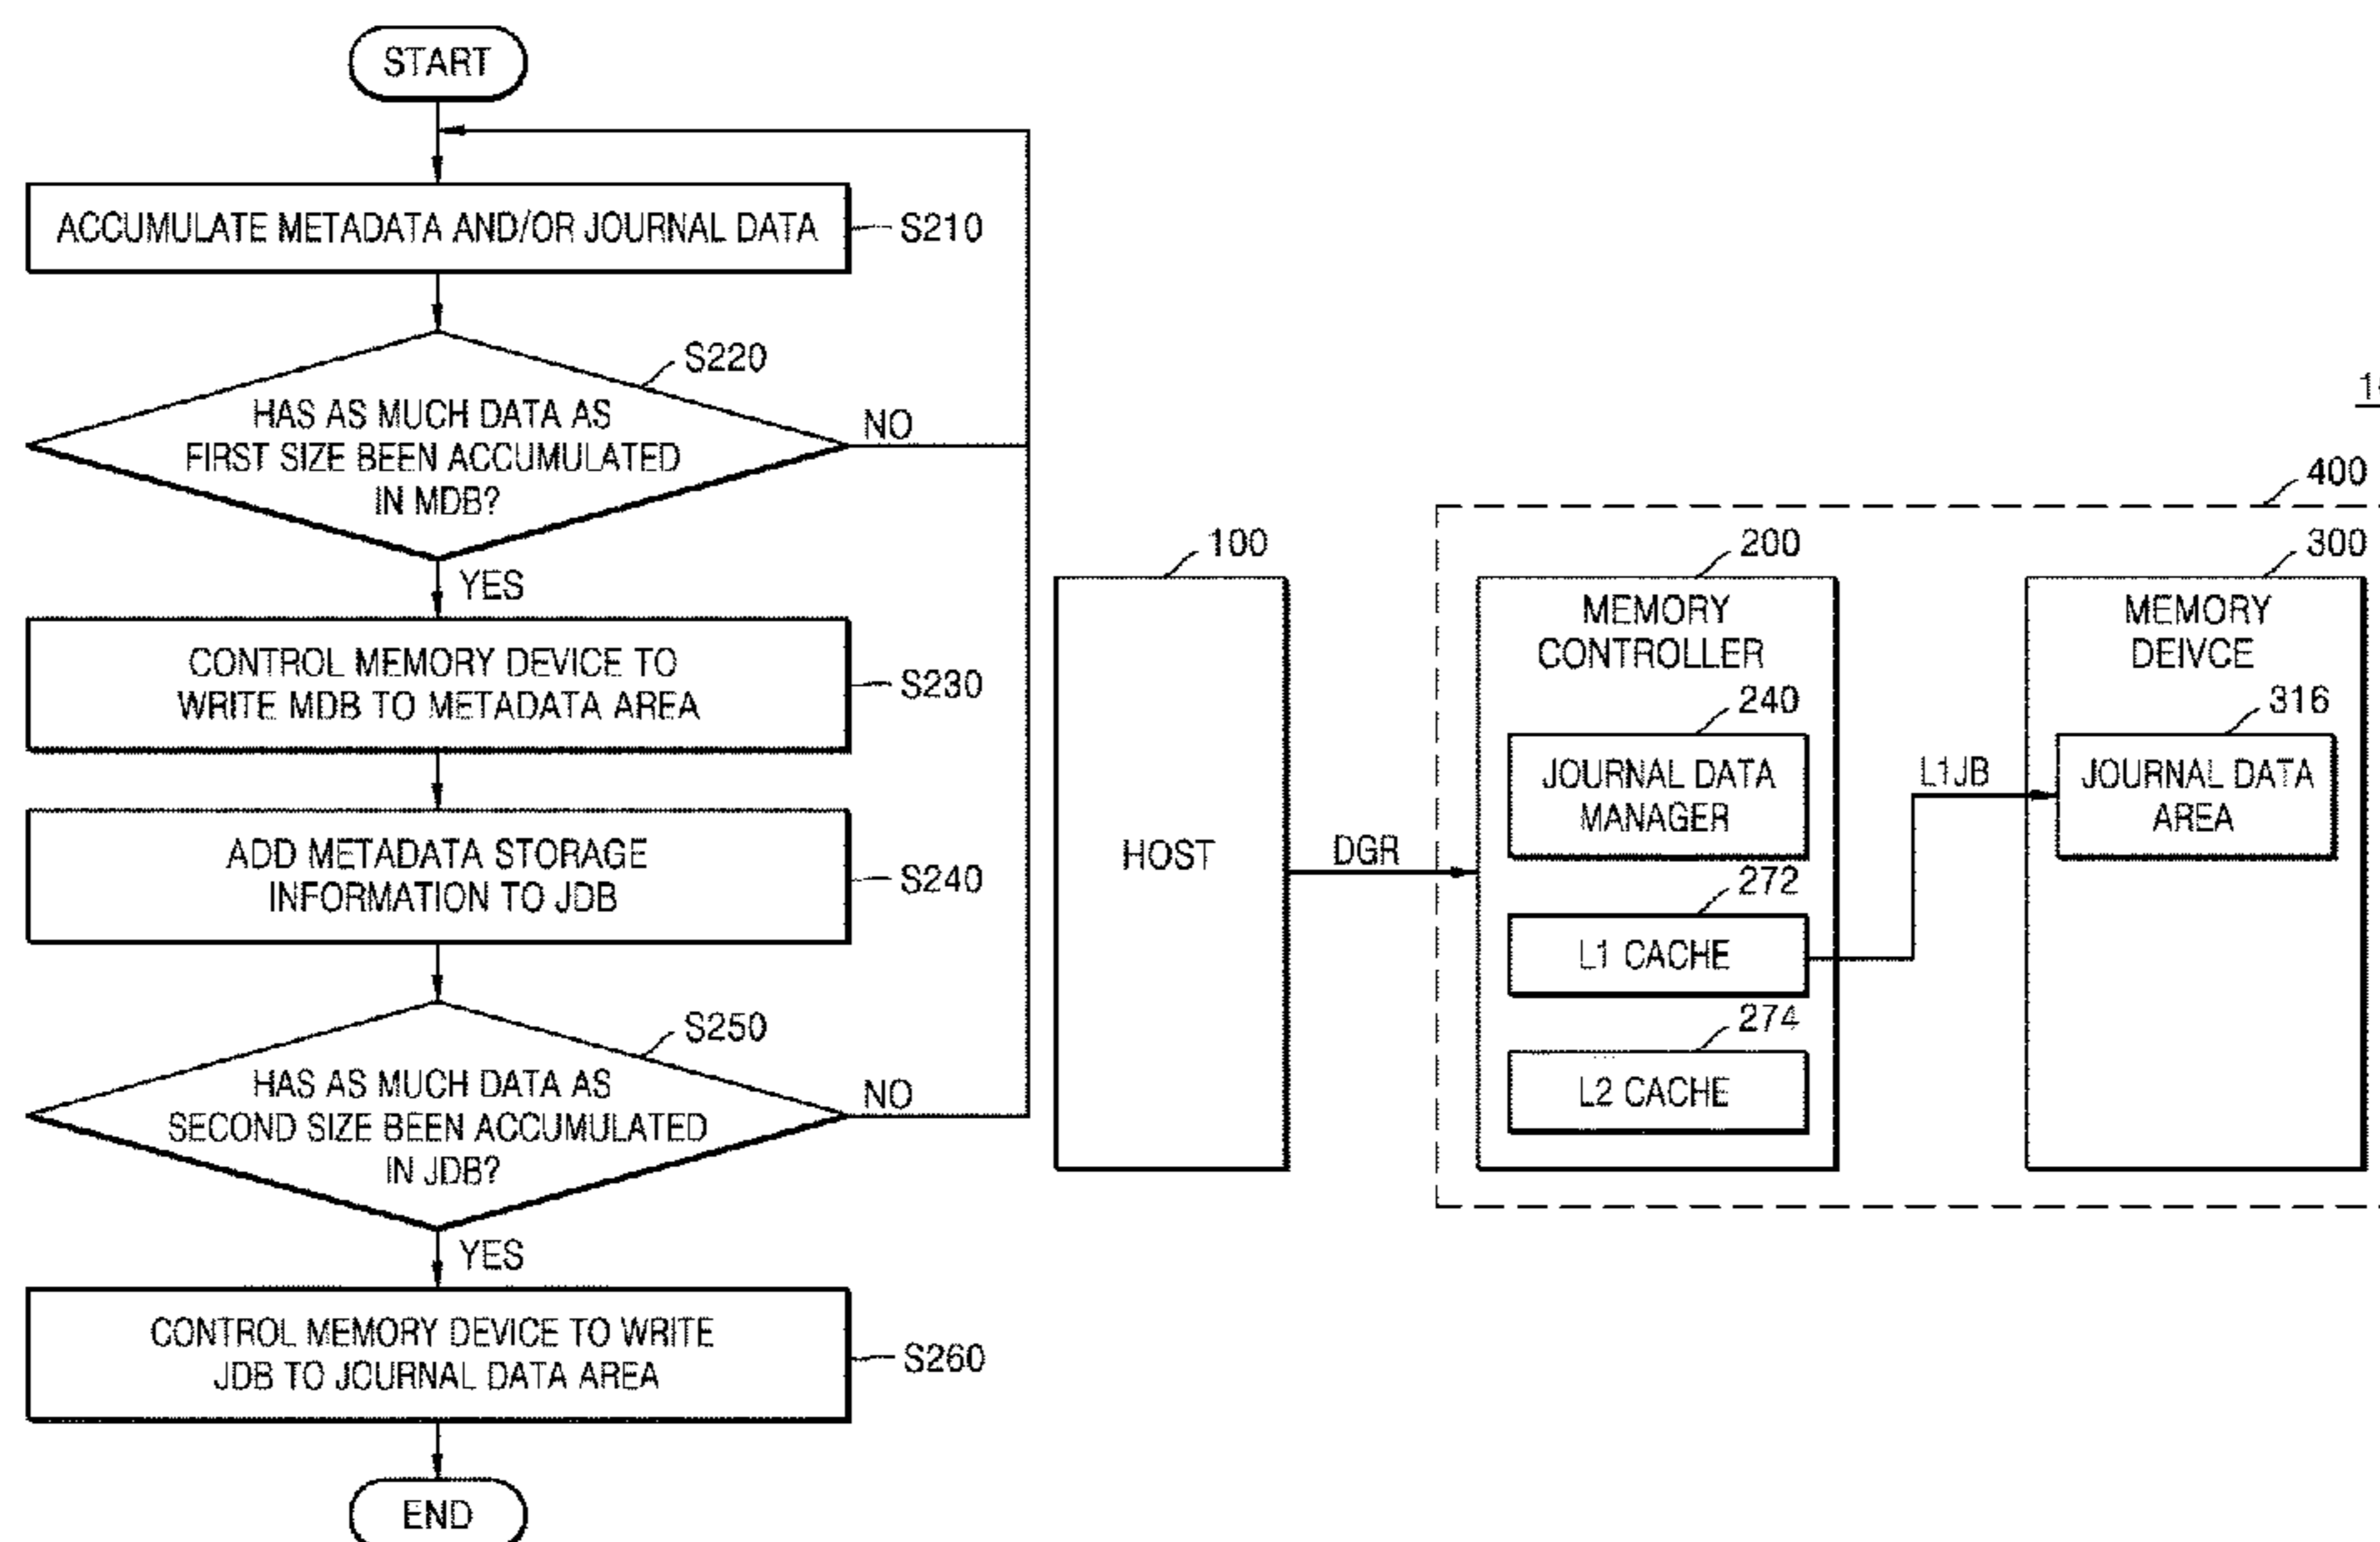 START
ACCUMULATE METADATA AND/OR JOURNAL DATA
S210
S220
HAS AS MUCH DATA AS
FIRST SIZE BEEN ACCUMULATED
IN MDB?
NO
YES
CONTROL MEMORY DEVICE TO
WRITE MDB TO METADATA AREA
S230
ADD METADATA STORAGE
INFORMATION TO JDB
S240
S250
HAS AS MUCH DATA AS
SECOND SIZE BEEN ACCUMULATED
IN JDB?
NO
YES
CONTROL MEMORY DEVICE TO WRITE
JDB TO JOURNAL DATA AREA
S260
END
400
100
HOST
DGR
200
MEMORY
CONTROLLER
240
JOURNAL DATA
MANAGER
272
L1 CACHE
274
L2 CACHE
L1JB
300
MEMORY
DEIVCE
316
JOURNAL DATA
AREA